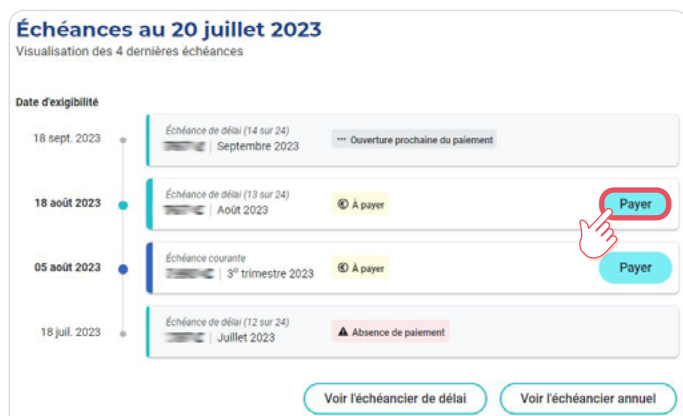 Échéances au 20 juillet 2023
Visualisation des 4 dernières échéances
Date d'exigibilité
18 sept. 2023
Échéance de délai (14 sur 24)
| Septembre 2023
··· Ouverture prochaine du paiement
18 août 2023
Échéance de délai (13 sur 24)
| Août 2023
À payer
Payer
05 août 2023
Échéance courante
| 3º trimestre 2023
À payer
Payer
18 juil. 2023
Échéance de délai (12 sur 24)
| Juillet 2023
Absence de paiement
Voir l'échéancier de délai
Voir l'échéancier annuel